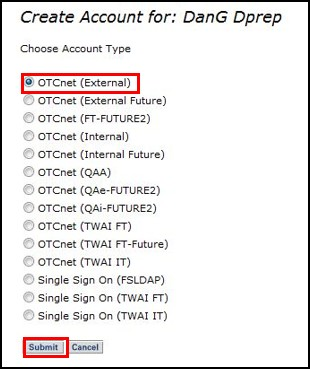 Create Account for: DanG Dprep
Choose Account Type
OTCnet (External)
OTCnet (External Future)
OTCnet (FT-FUTURE2)
OTCnet (Internal)
OTCnet (Internal Future)
OTCnet (QAA)
OTCnet (QAe-FUTURE2)
OTCnet (QAi-FUTURE2)
OTCnet (TWAI FT)
OTCnet (TWAI FT-Future)
OTCnet (TWAI IT)
Single Sign On (FSLDAP)
Single Sign On (TWAI FT)
Single Sign On (TWAI IT)
Submit Cancel